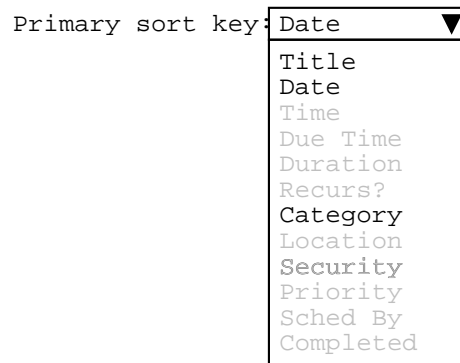 Primary sort key: Date
Title
Date
Time
Due Time
Duration
Recurs?
Category
Location
Security
Priority
Sched By
Completed